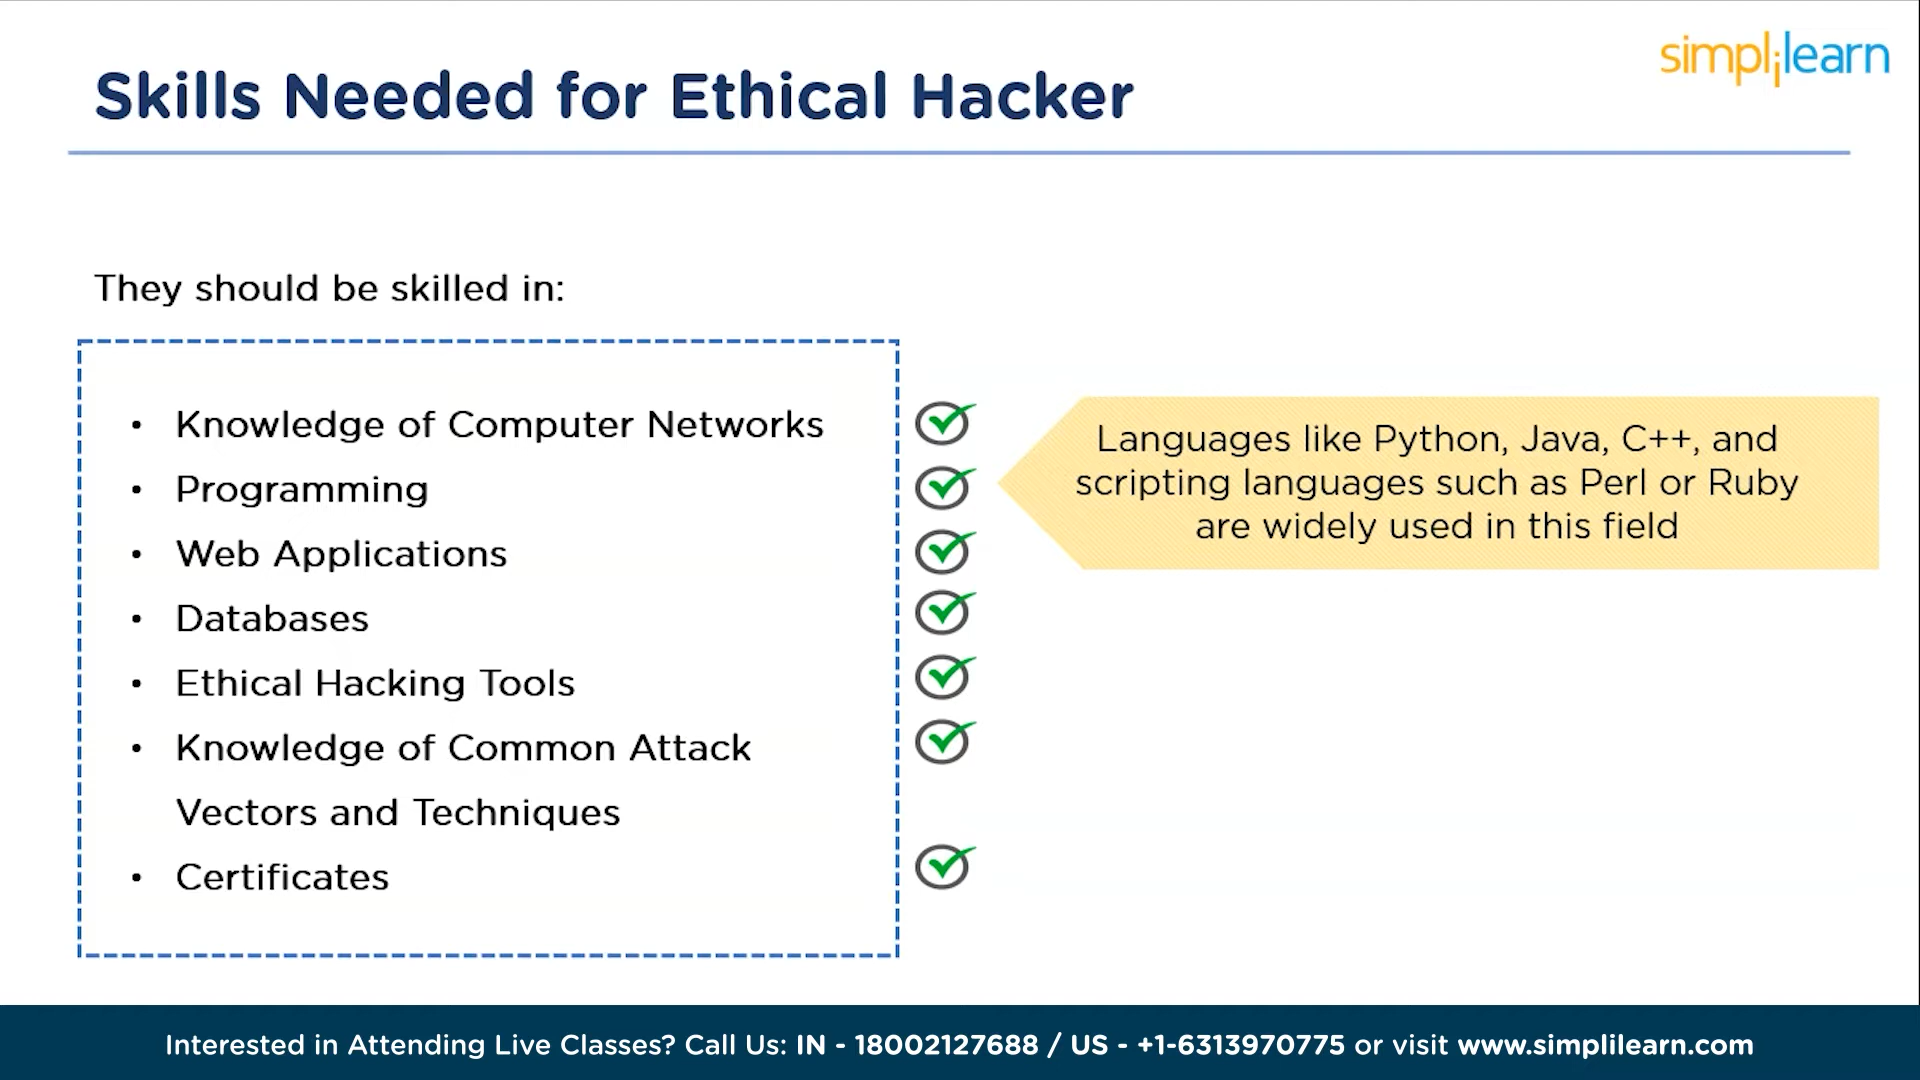 simplilearn
Skills Needed for Ethical Hacker
They should be skilled in:
• Knowledge of Computer Networks
• Programming
• Web Applications
• Databases
• Ethical Hacking Tools
• Knowledge of Common Attack
Vectors and Techniques
• Certificates
Languages like Python, Java, C++, and
scripting languages such as Perl or Ruby
are widely used in this field
Interested in Attending Live Classes? Call Us: IN - 18002127688 / US - +1-6313970775 or visit www.simplilearn.com